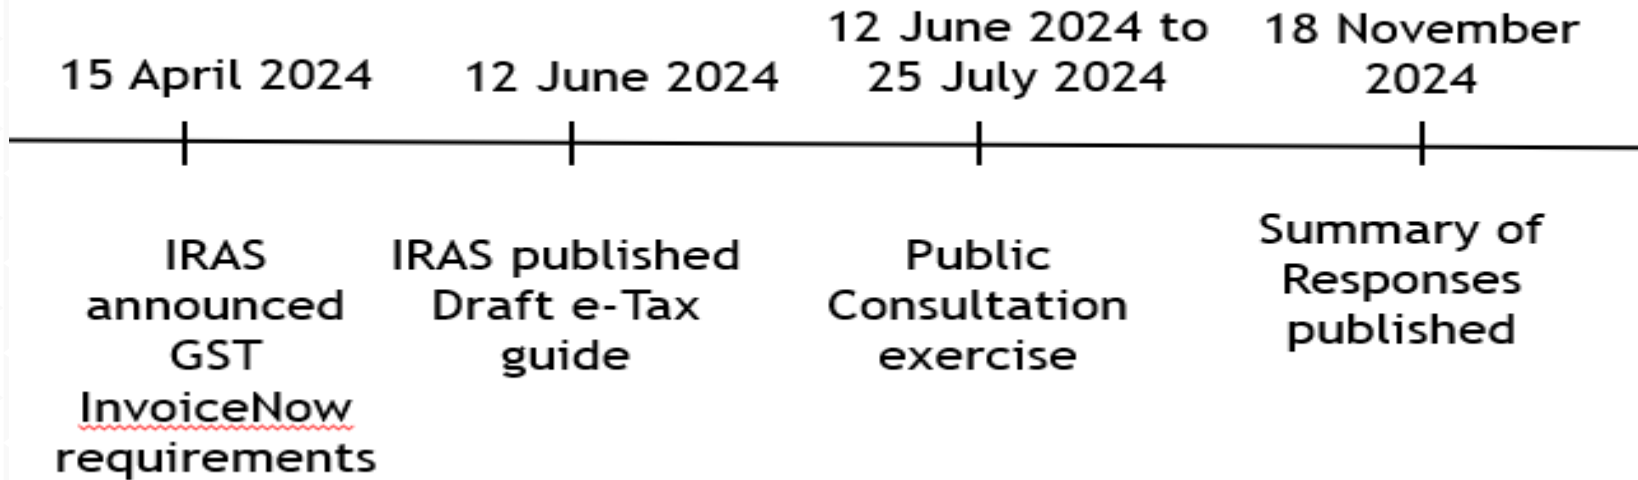 15 April 2024
12 June 2024
12 June 2024 to
25 July 2024
18 November
2024
IRAS
announced
GST
InvoiceNow
requirements
IRAS published
Draft e-Tax
guide
Public
Consultation
exercise
Summary of
Responses
published